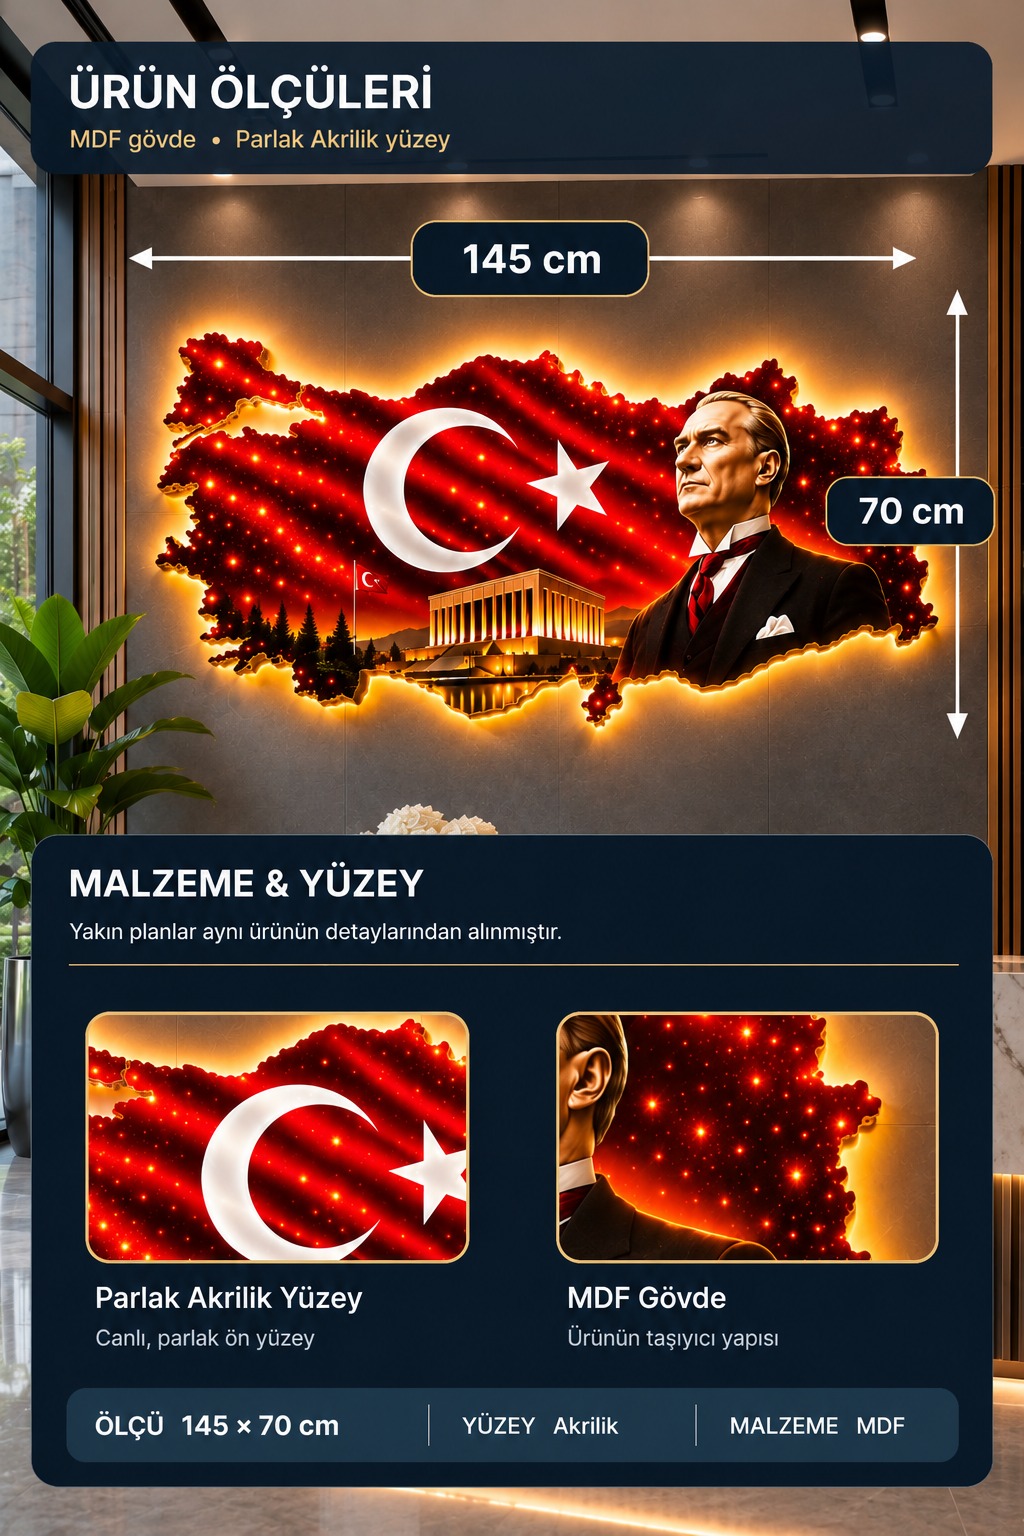 ÜRÜN ÖLÇÜLERİ
MDF gövde • Parlak Akrilik yüzey
145 cm
70 cm
MALZEME & YÜZEY
Yakın planlar aynı ürünün detaylarından alınmıştır.
Parlak Akrilik Yüzey
Canlı, parlak ön yüzey
MDF Gövde
Ürünün taşıyıcı yapısı
ÖLÇÜ 145 × 70 cm
YÜZEY Akrilik
MALZEME MDF